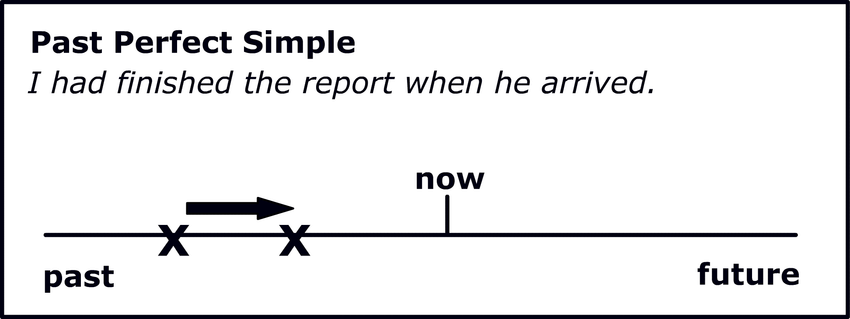 Past Perfect Simple
I had finished the report when he arrived.
now
X X
past future